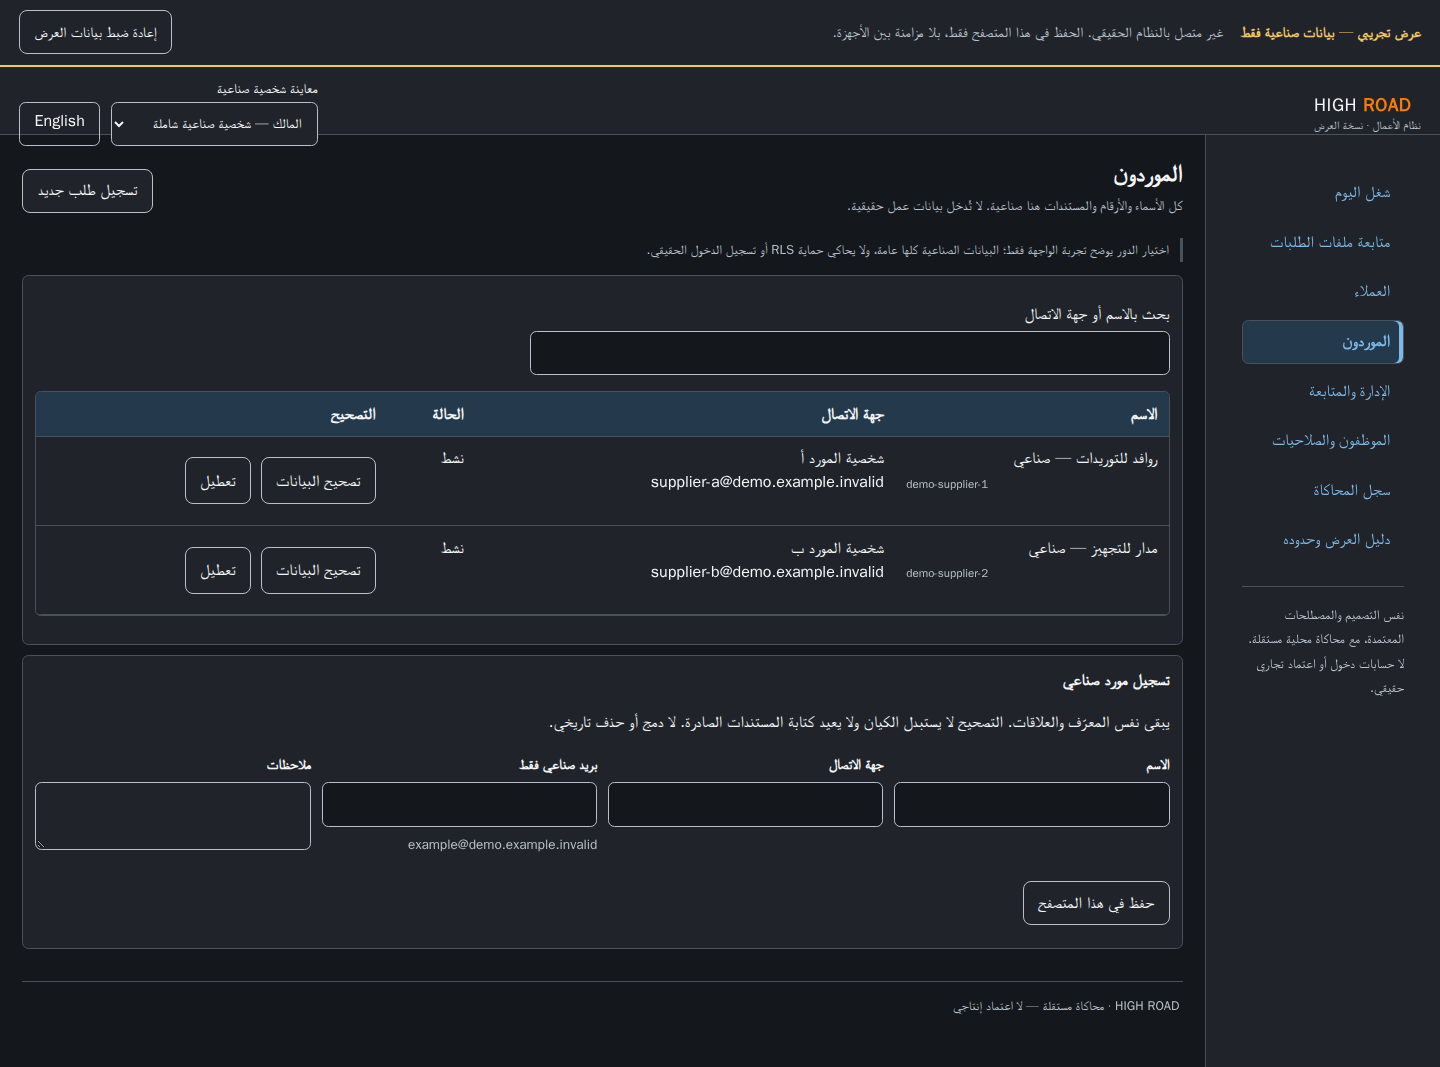 عرض تجريبي — بيانات صناعية فقط
غير متصل بالنظام الحقيقي. الحفظ في هذا المتصفح فقط، بلا مزامنة بين الأجهزة.
إعادة ضبط بيانات العرض
HIGH ROAD
نظام الأعمال · نسخة العرض
معاينة شخصية صناعية
المالك — شخصية صناعية شاملة
English
شغل اليوم
متابعة ملفات الطلبات
العملاء
الموردون
الإدارة والمتابعة
الموظفون والصلاحيات
سجل المحاكاة
دليل العرض وحدوده
نفس التصميم والمصطلحات
المعتمدة، مع محاكاة محلية مستقلة.
لا حسابات دخول أو اعتماد تجاري
حقيقي.
الموردون
كل الأسماء والأرقام والمستندات هنا صناعية. لا تُدخل بيانات عمل حقيقية.
تسجيل طلب جديد
اختيار الدور يوضح تجربة الواجهة فقط؛ البيانات الصناعية كلها عامة، ولا يحاكي حماية RLS أو تسجيل الدخول الحقيقي.
بحث بالاسم أو جهة الاتصال
الاسم جهة الاتصال الحالة التصحيح
روافد للتوريدات — صناعي demo-supplier-1 شخصية المورد أ نشط
supplier-a@demo.example.invalid
تصحيح البيانات تعطيل
مدار للتجهيز — صناعي demo-supplier-2 شخصية المورد ب نشط
supplier-b@demo.example.invalid
تصحيح البيانات تعطيل
تسجيل مورد صناعي
يبقى نفس المعرّف والعلاقات. التصحيح لا يستبدل الكيان ولا يعيد كتابة المستندات الصادرة. لا دمج أو حذف تاريخي.
الاسم جهة الاتصال بريد صناعي فقط ملاحظات
example@demo.example.invalid
حفظ في هذا المتصفح
HIGH ROAD · محاكاة مستقلة — لا اعتماد إنتاجي